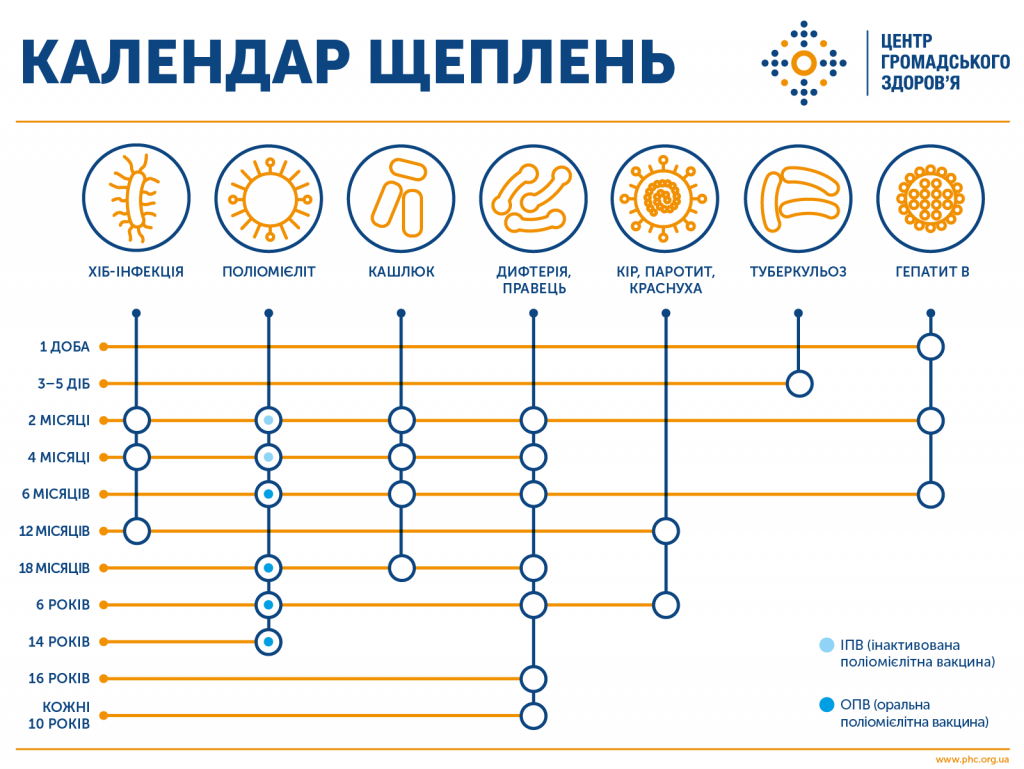 КАЛЕНДАР ЩЕПЛЕНЬ
ЦЕНТР
ГРОМАДСЬКОГО
ЗДОРОВ'Я
ХІБ-ІНФЕКЦІЯ
ПОЛІОМІЄЛІТ
КАШЛЮК
ДИФТЕРІЯ,
ПРАВЕЦЬ
КІР, ПАРОТИТ,
КРАСНУХА
ТУБЕРКУЛЬОЗ
ГЕПАТИТ В
1 ДОБА
3–5 ДІБ
2 МІСЯЦІ
4 МІСЯЦІ
6 МІСЯЦІВ
12 МІСЯЦІВ
18 МІСЯЦІВ
6 РОКІВ
14 РОКІВ
16 РОКІВ
КОЖНІ
10 РОКІВ
ІПВ (інактивована
поліомієлітна вакцина)
ОПВ (оральна
поліомієлітна вакцина)
www.phc.org.ua